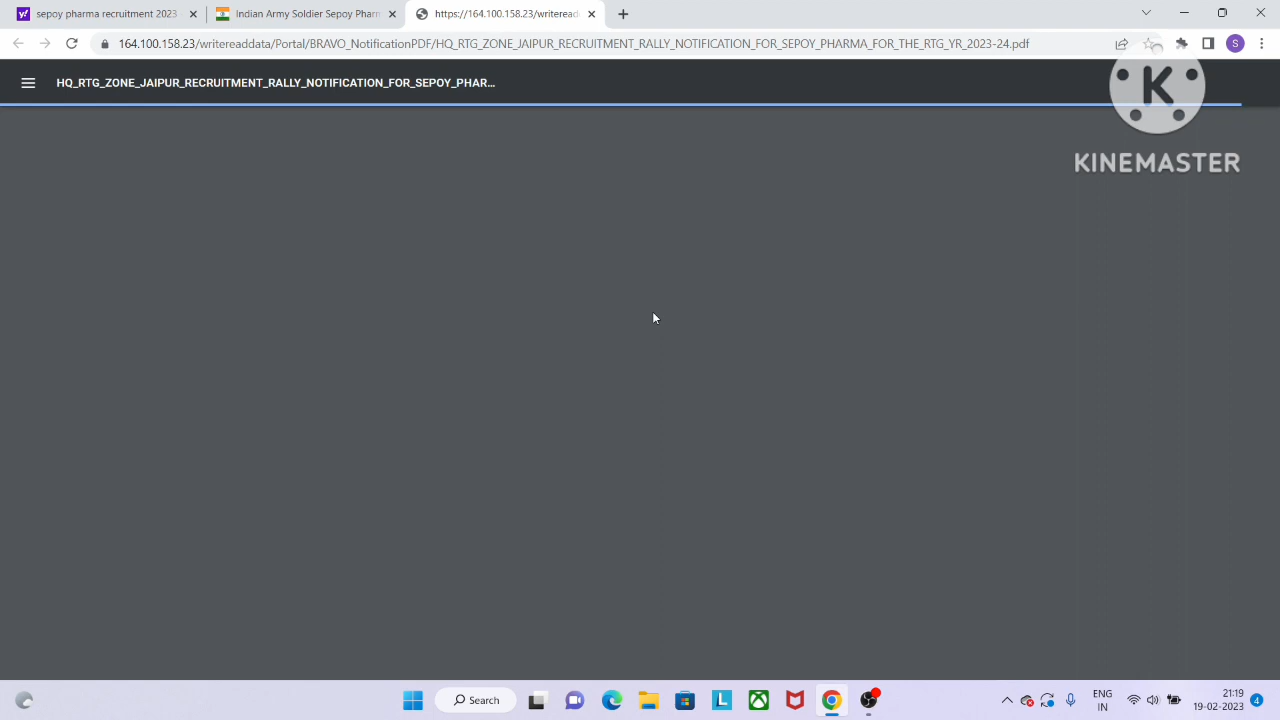 sepoy pharma recruitment 2023
Indian Army Soldier Sepoy Pharm
https://164.100.158.23/writeread
164.100.158.23/writereaddata/Portal/BRAVO_NotificationPDF/HQ_RTG_ZONE_JAIPUR_RECRUITMENT_RALLY_NOTIFICATION_FOR_SEPOY_PHARMA_FOR_THE_RTG_YR_2023-24.pdf
S
HQ_RTG_ZONE_JAIPUR_RECRUITMENT_RALLY_NOTIFICATION_FOR_SEPOY_PHAR...
K
KINEMASTER
Search
L
ENG
IN
21:19
19-02-2023
4